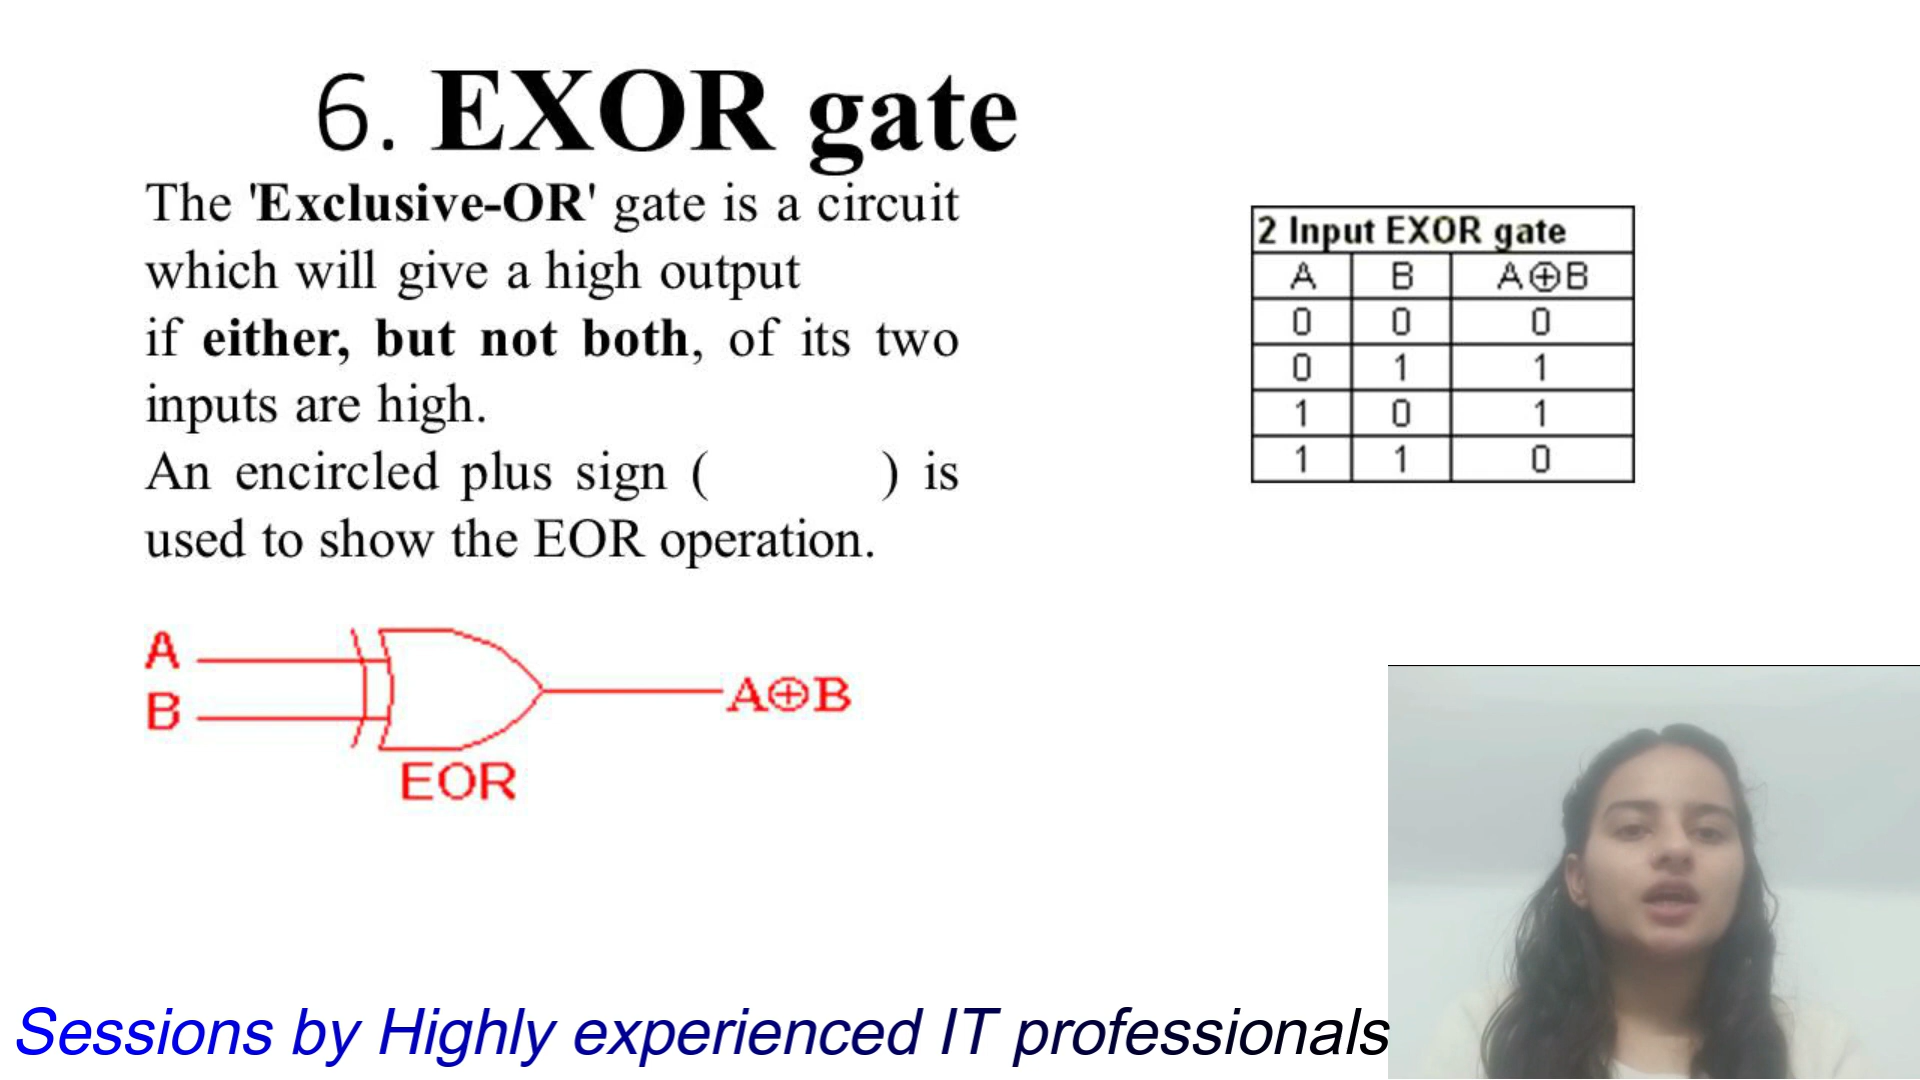 6. EXOR gate
The 'Exclusive-OR' gate is a circuit
which will give a high output
if either, but not both, of its two
inputs are high.
An encircled plus sign ( ) is
used to show the EOR operation.
2 Input EXOR gate
A B A⊕B
0 0 0
0 1 1
1 0 1
1 1 0
A
B
A⊕B
EOR
Sessions by Highly experienced IT professionals